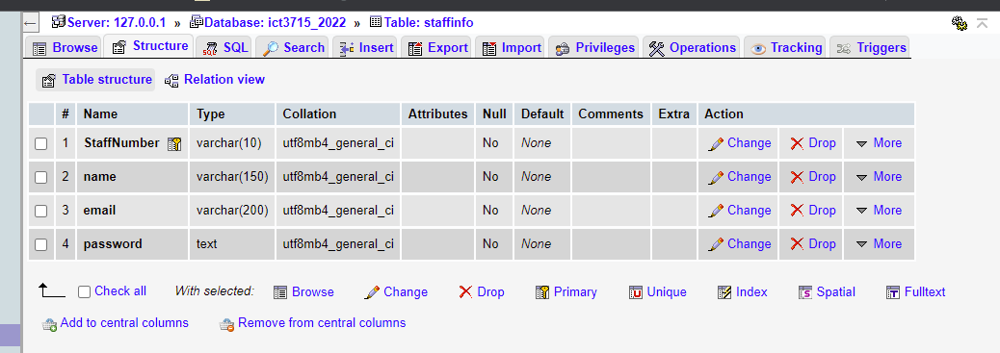 Server: 127.0.0.1 » Database: ict3715_2022 » Table: staffinfo
Browse Structure SQL Search Insert Export Import Privileges Operations Tracking Triggers
Table structure Relation view
# Name Type Collation Attributes Null Default Comments Extra Action
1 StaffNumber varchar(10) utf8mb4_general_ci No None Change Drop More
2 name varchar(150) utf8mb4_general_ci No None Change Drop More
3 email varchar(200) utf8mb4_general_ci No None Change Drop More
4 password text utf8mb4_general_ci No None Change Drop More
Check all With selected: Browse Change Drop Primary Unique Index Spatial Fulltext
Add to central columns Remove from central columns